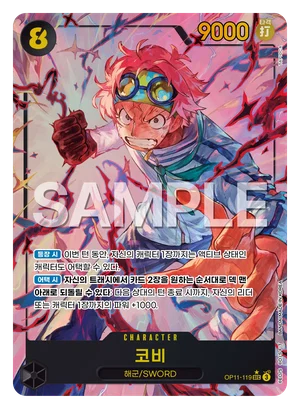 8
9000
타격
打
SAMPLE
등장 시 이번 턴 동안, 자신의 캐릭터 1장까지는 액티브 상태인
캐릭터도 어택할 수 있다.
어택 시 자신의 트래시에서 카드 2장을 원하는 순서대로 덱 맨
아래로 되돌릴 수 있다: 다음 상대의 턴 종료 시까지, 자신의 리더
또는 캐릭터 1장까지의 파워 +1000.
CHARACTER
코비
해군/SWORD
OP11-119 SEC
3